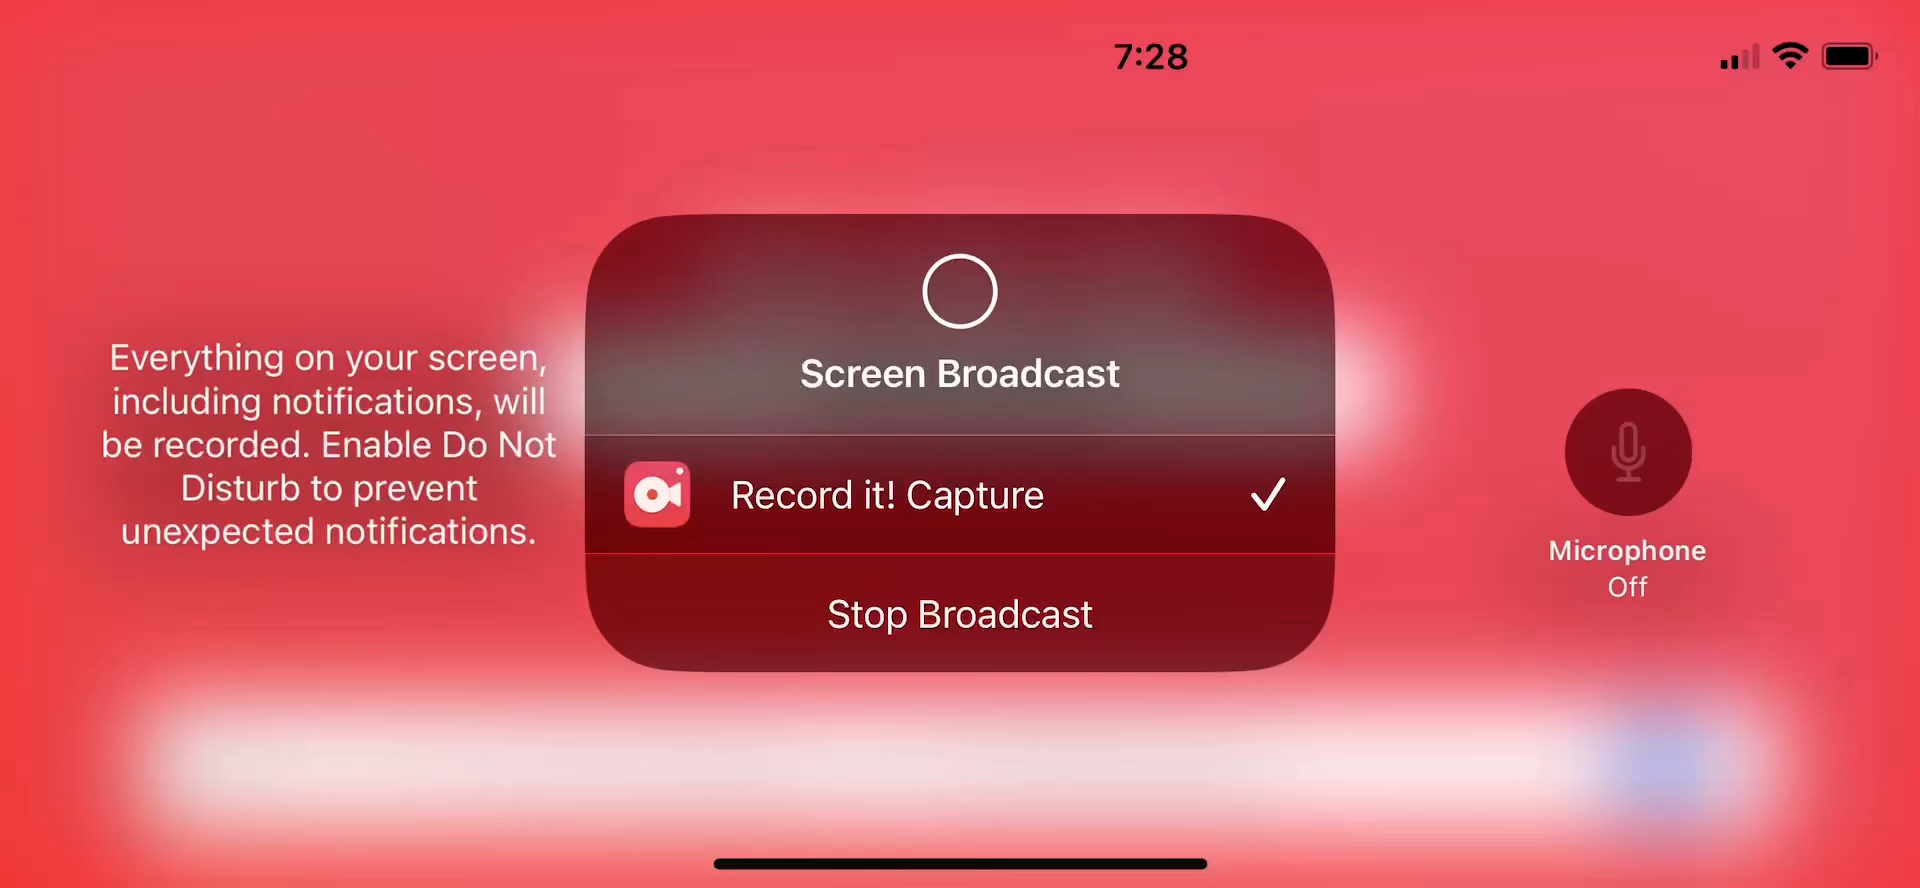 7:28
Everything on your screen,
including notifications, will
be recorded. Enable Do Not
Disturb to prevent
unexpected notifications.
Screen Broadcast
Record it! Capture
Stop Broadcast
Microphone
Off